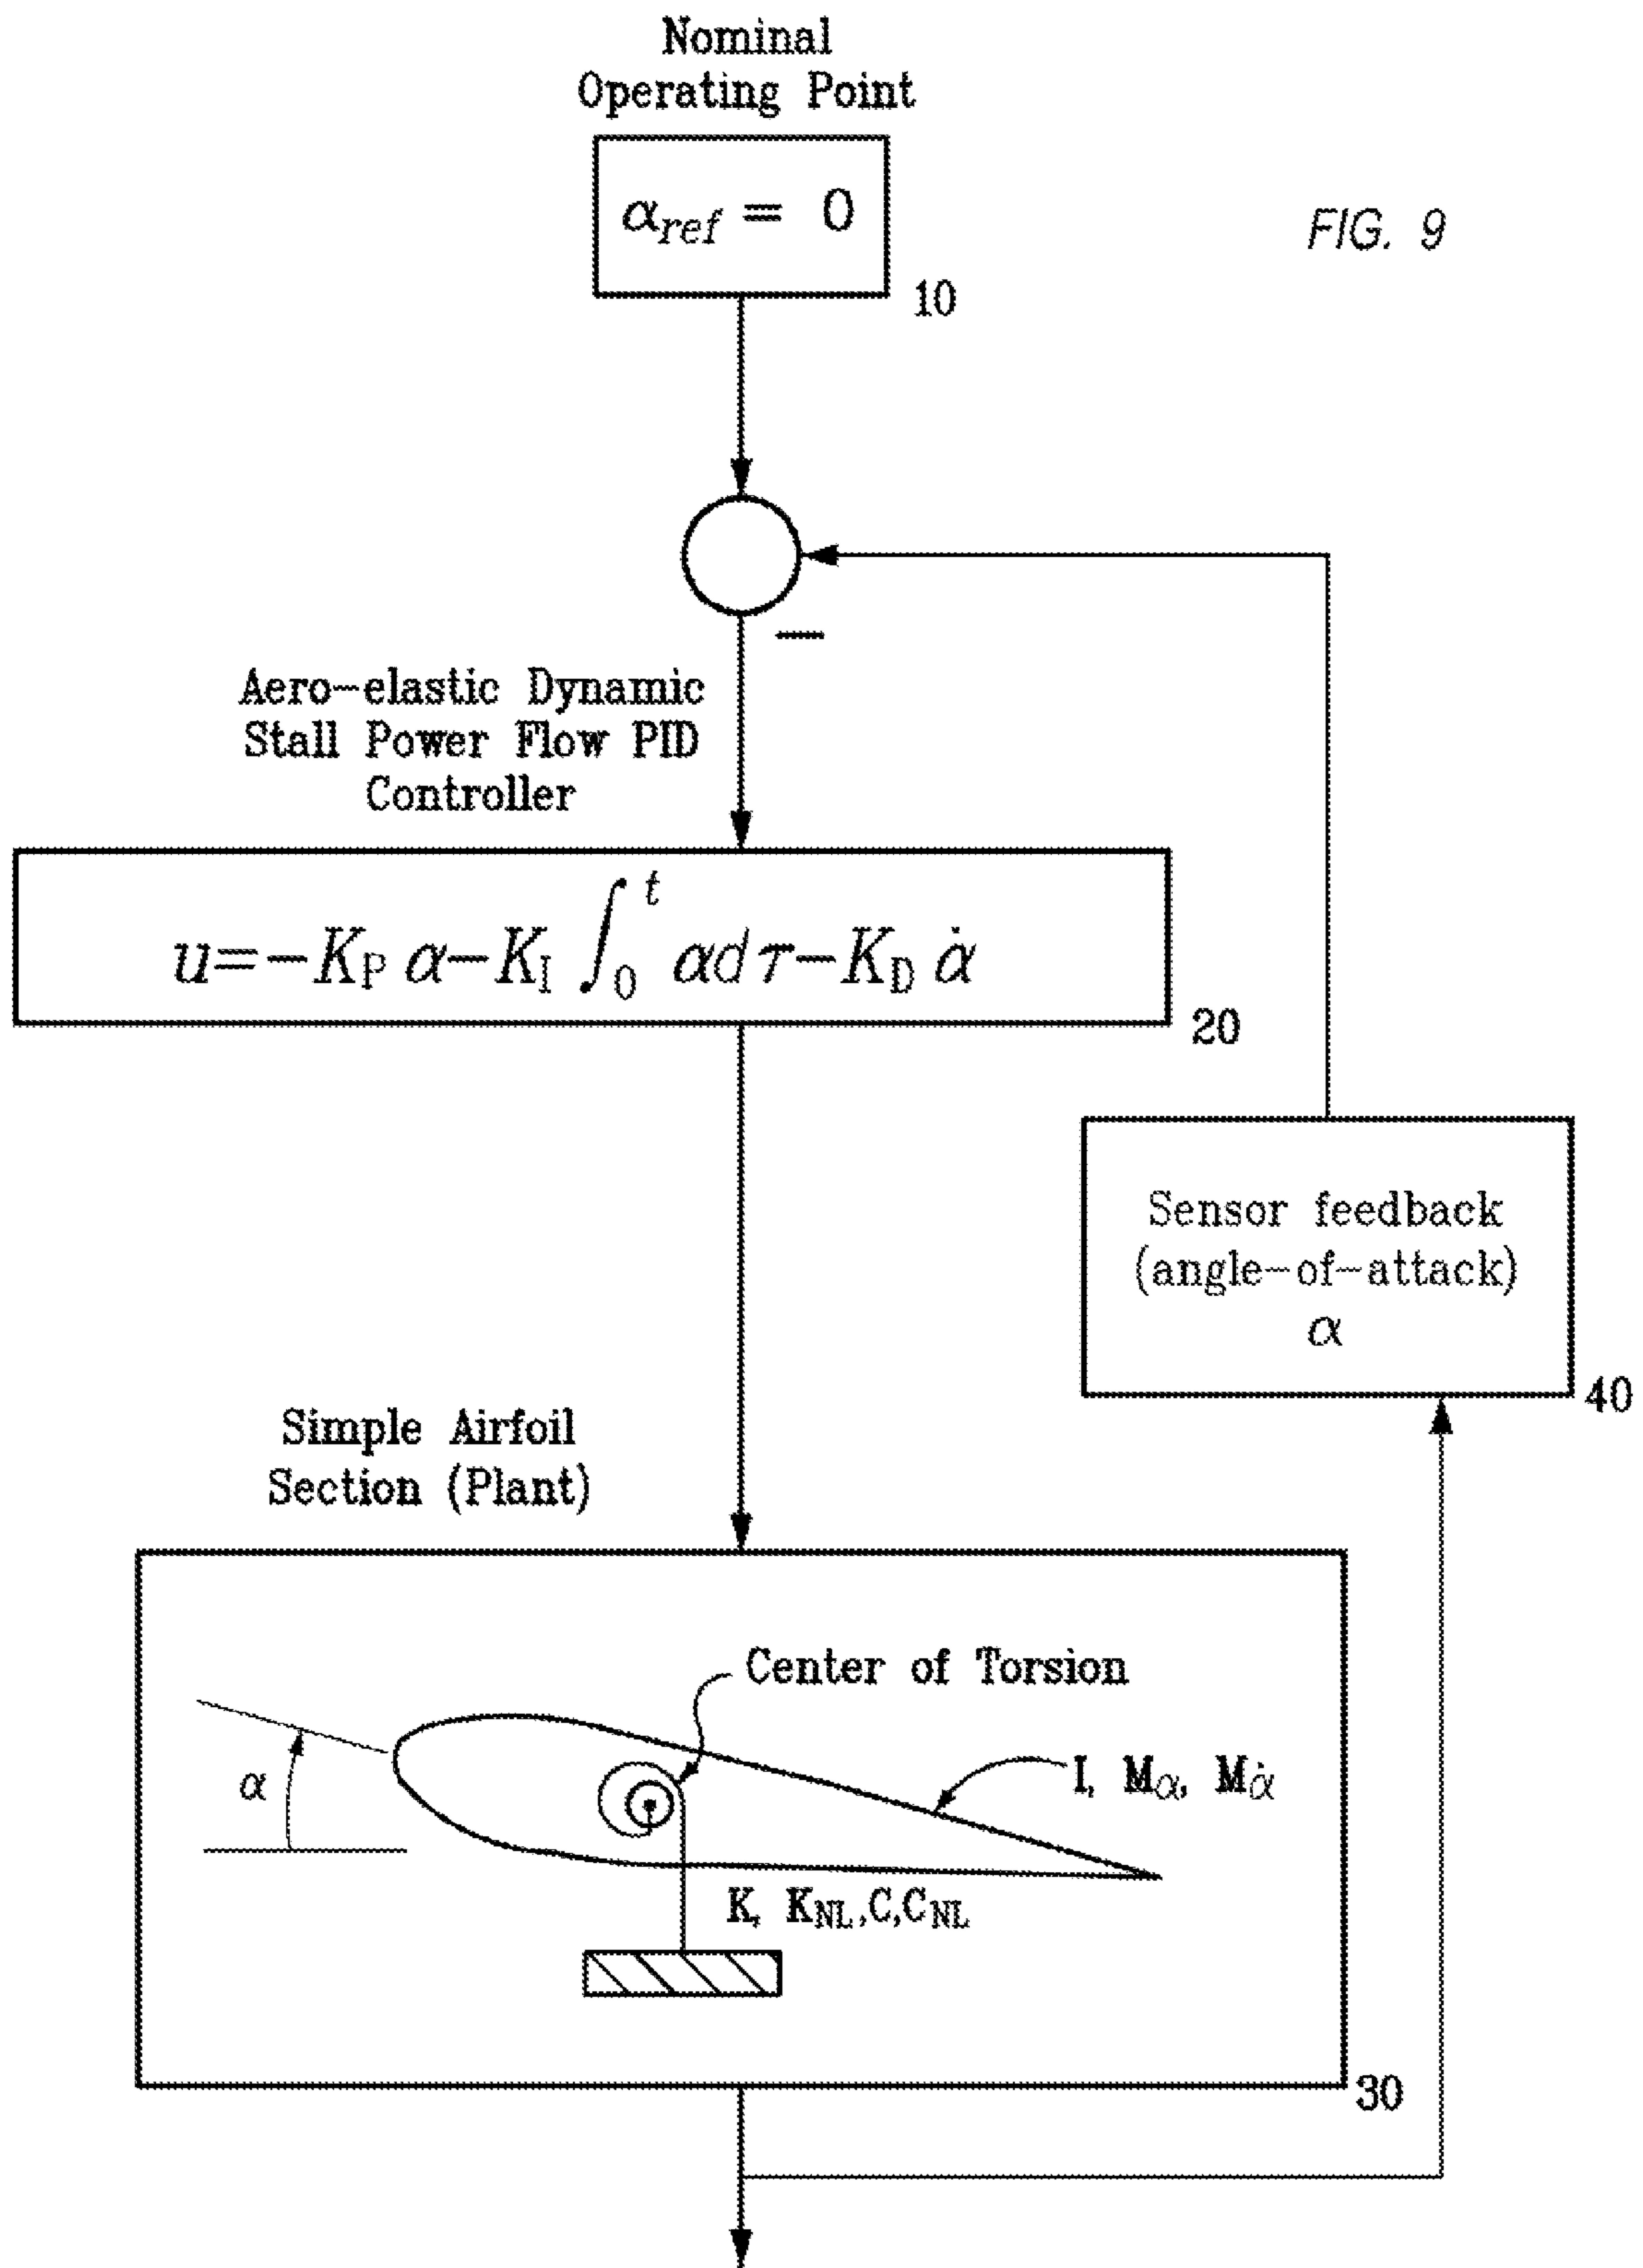 Nominal
Operating Point
α_ref = 0
FIG. 9
10
−
Aero-elastic Dynamic
Stall Power Flow PID
Controller
u=−K_P α−K_I ∫_0^t αdτ−K_D α̇
20
Sensor feedback
(angle-of-attack)
α
40
Simple Airfoil
Section (Plant)
Center of Torsion
I, M_α, M_α̇
α
K, K_NL,C,C_NL
30